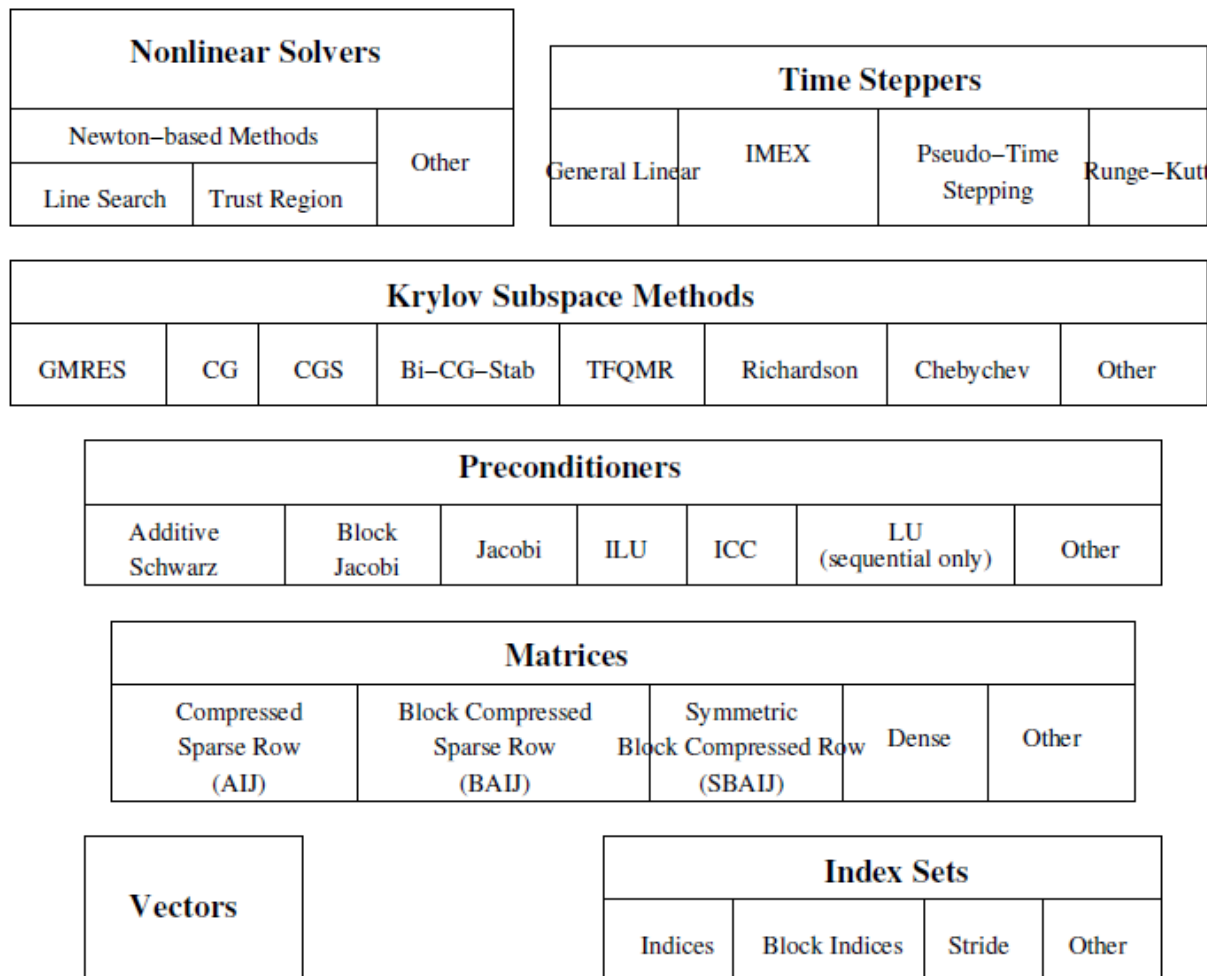 Nonlinear Solvers
Newton–based Methods
Other
Line Search
Trust Region
Time Steppers
General Linear
IMEX
Pseudo–Time
Stepping
Runge–Kutt
Krylov Subspace Methods
GMRES
CG
CGS
Bi–CG–Stab
TFQMR
Richardson
Chebychev
Other
Preconditioners
Additive
Schwarz
Block
Jacobi
Jacobi
ILU
ICC
LU
(sequential only)
Other
Matrices
Compressed
Sparse Row
(AIJ)
Block Compressed
Sparse Row
(BAIJ)
Symmetric
Block Compressed Row
(SBAIJ)
Dense
Other
Vectors
Index Sets
Indices
Block Indices
Stride
Other